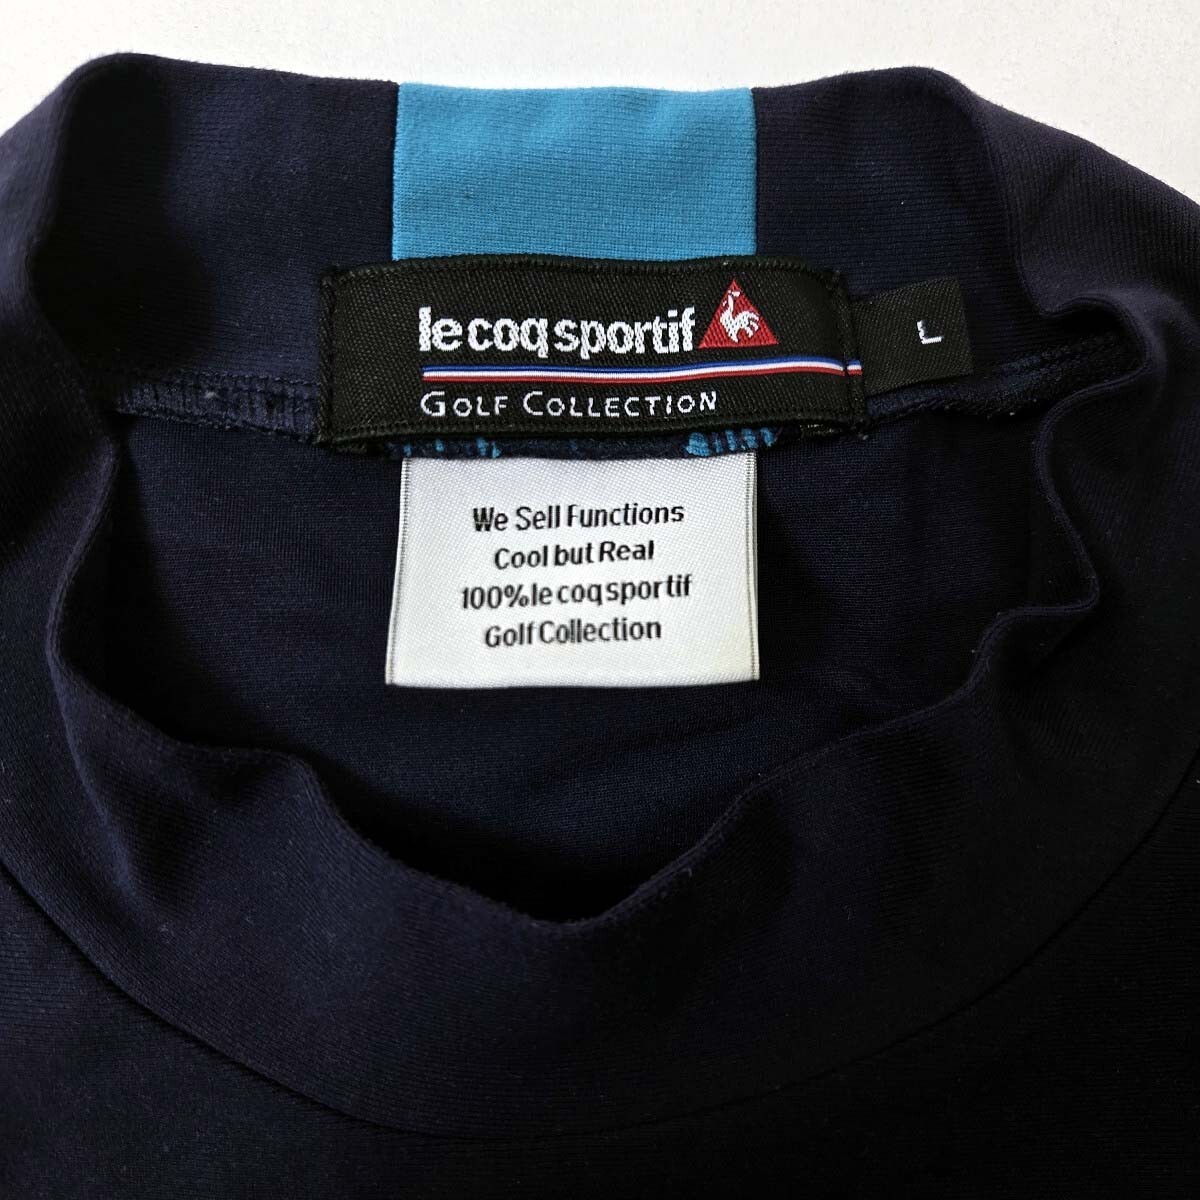 le coq sportif
GOLF COLLECTION
L
We Sell Functions
Cool but Real
100% le coq sportif
Golf Collection